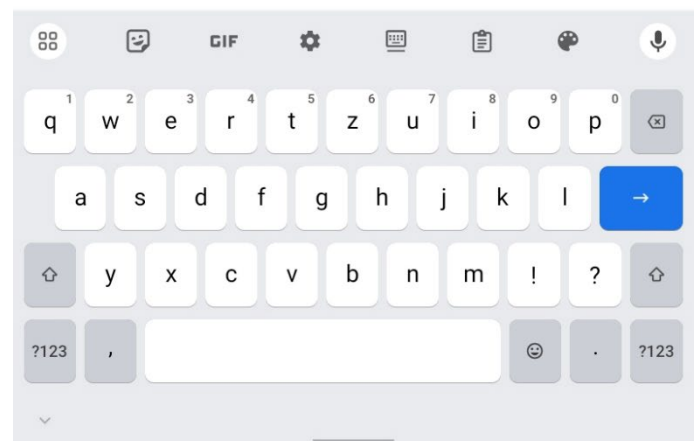 GIF
q 1 w 2 e 3 r 4 t 5 z 6 u 7 i 8 o 9 p 0
a s d f g h j k l →
y x c v b n m ! ?
?123 , . ?123